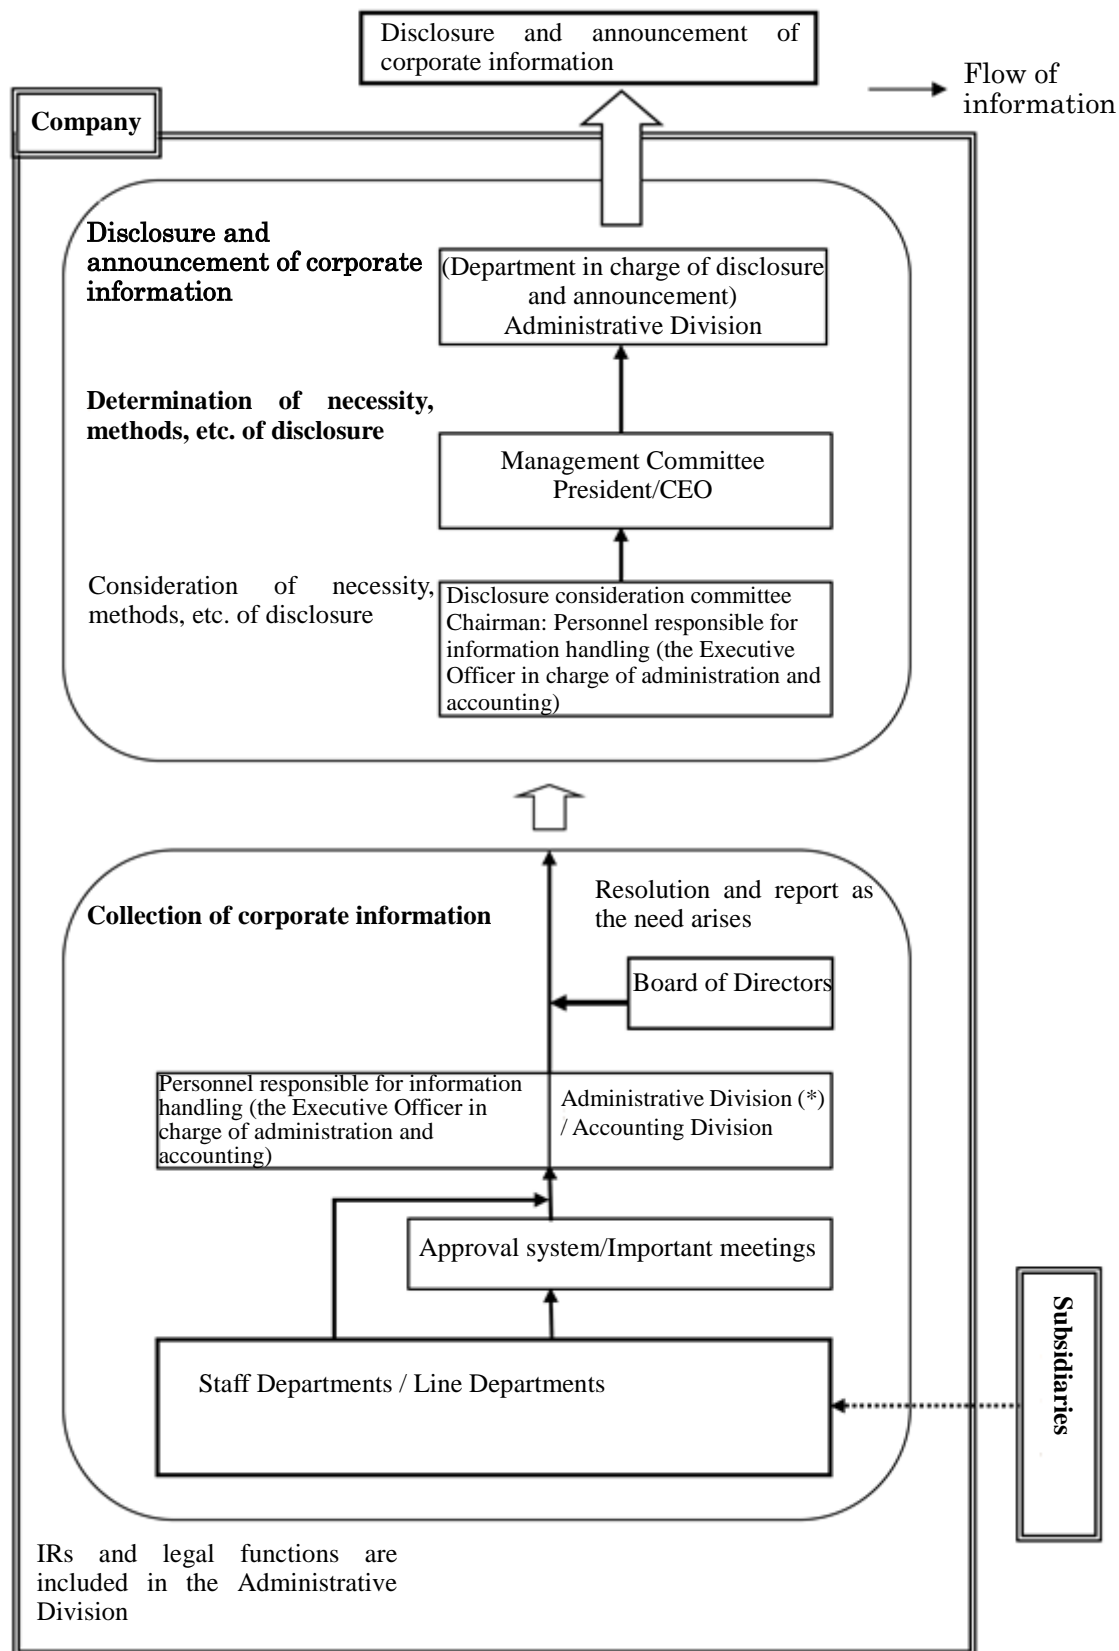 Disclosure and announcement of
corporate information
Flow of
information
Company
Disclosure and
announcement of corporate
information
(Department in charge of disclosure
and announcement)
Administrative Division
Determination of necessity,
methods, etc. of disclosure
Management Committee
President/CEO
Consideration of necessity,
methods, etc. of disclosure
Disclosure consideration committee
Chairman: Personnel responsible for
information handling (the Executive
Officer in charge of administration and
accounting)
Collection of corporate information
Resolution and report as
the need arises
Board of Directors
Personnel responsible for information
handling (the Executive Officer in
charge of administration and
accounting)
Administrative Division (*)
/ Accounting Division
Approval system/Important meetings
Staff Departments / Line Departments
Subsidiaries
IRs and legal functions are
included in the Administrative
Division